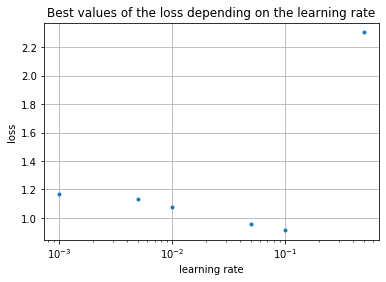 Best values of the loss depending on the learning rate
2.2
2.0
1.8
1.6
1.4
1.2
1.0
loss
10⁻³ 10⁻² 10⁻¹
learning rate